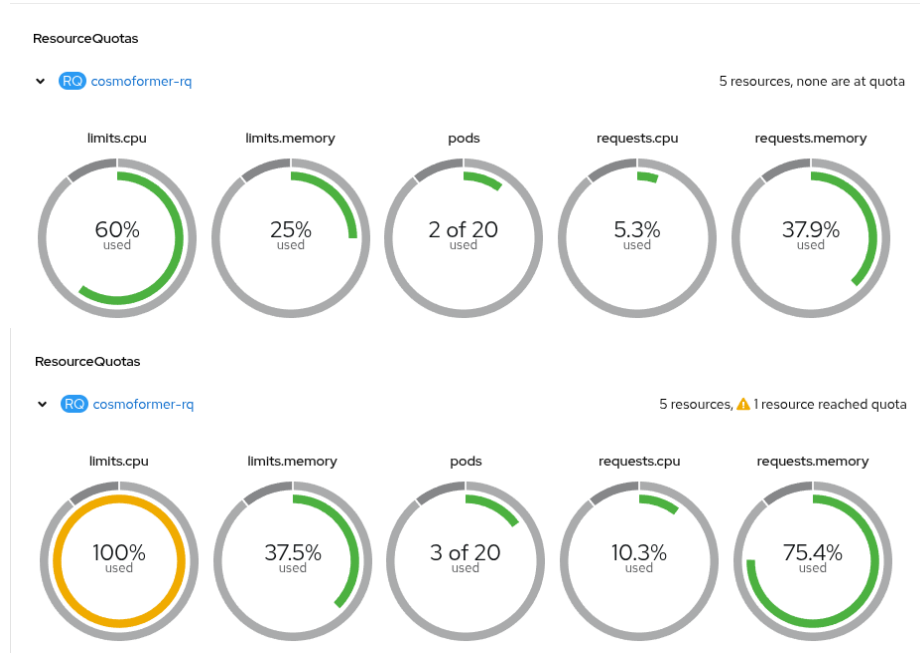 ResourceQuotas
RQ cosmoformer-rq 5 resources, none are at quota
limits.cpu limits.memory pods requests.cpu requests.memory
60% 25% 2 of 20 5.3% 37.9%
used used used used used
ResourceQuotas
RQ cosmoformer-rq 5 resources, 1 resource reached quota
limits.cpu limits.memory pods requests.cpu requests.memory
100% 37.5% 3 of 20 10.3% 75.4%
used used used used used